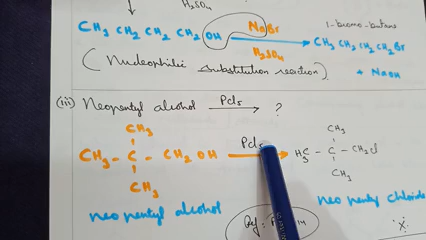 H₂SO₄
1-bromo-butane
CH₃ CH₂ CH₂ CH₂ OH NaBr H₂SO₄ CH₃ CH₂ CH₂ CH₂ Br
(Nucleophilic substitution reaction) + NaOH
(iii) Neopentyl alcohol PCl₅ ?
CH₃ CH₃
CH₃ - C - CH₂ OH PCl₅ H₃C - C - CH₂Cl
CH₃ CH₃
neo pentyl alcohol neo pentyl chloride